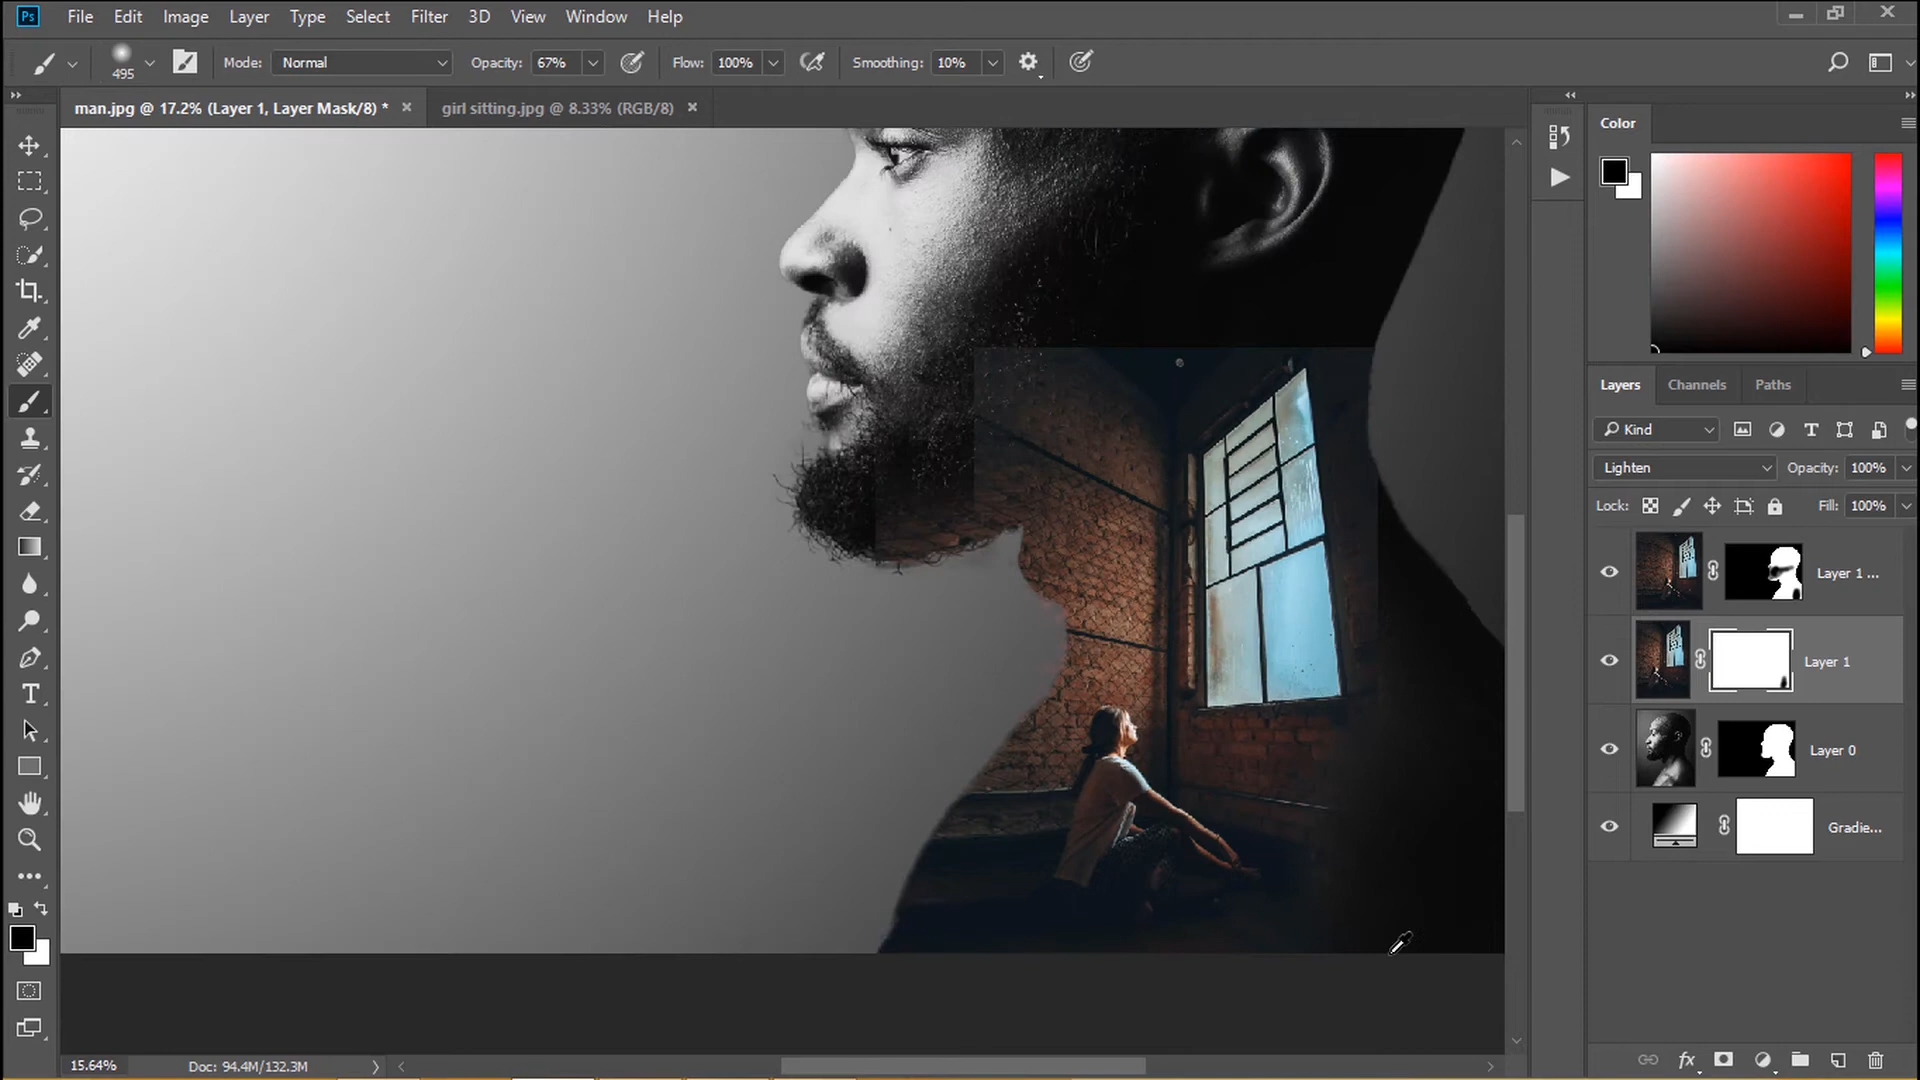 Ps File Edit Image Layer Type Select Filter 3D View Window Help
495 Mode: Normal Opacity: 67% Flow: 100% Smoothing: 10%
man.jpg @ 17.2% (Layer 1, Layer Mask/8) * girl sitting.jpg @ 8.33% (RGB/8)
Color
Layers Channels Paths
Kind
Lighten Opacity: 100%
Lock: Fill: 100%
Layer 1 ...
Layer 1
Layer 0
Gradie...
15.64% Doc: 94.4M/132.3M